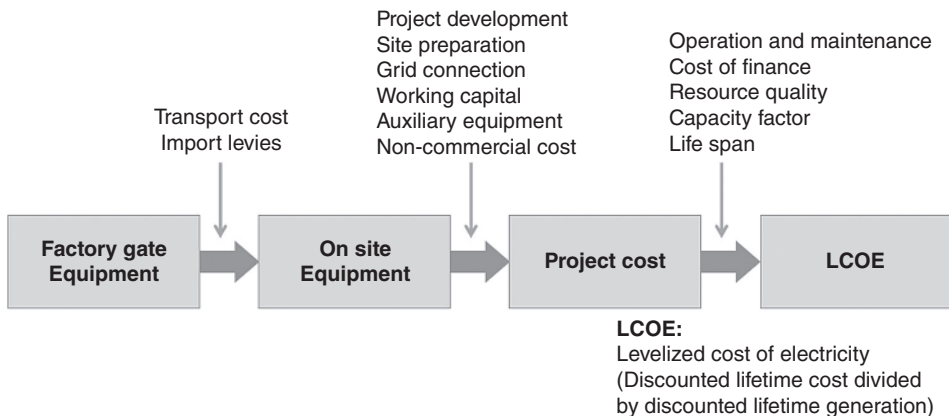 Project development
Site preparation
Grid connection
Working capital
Auxiliary equipment
Non-commercial cost
Operation and maintenance
Cost of finance
Resource quality
Capacity factor
Life span
Transport cost
Import levies
Factory gate
Equipment
On site
Equipment
Project cost
LCOE
LCOE:
Levelized cost of electricity
(Discounted lifetime cost divided
by discounted lifetime generation)